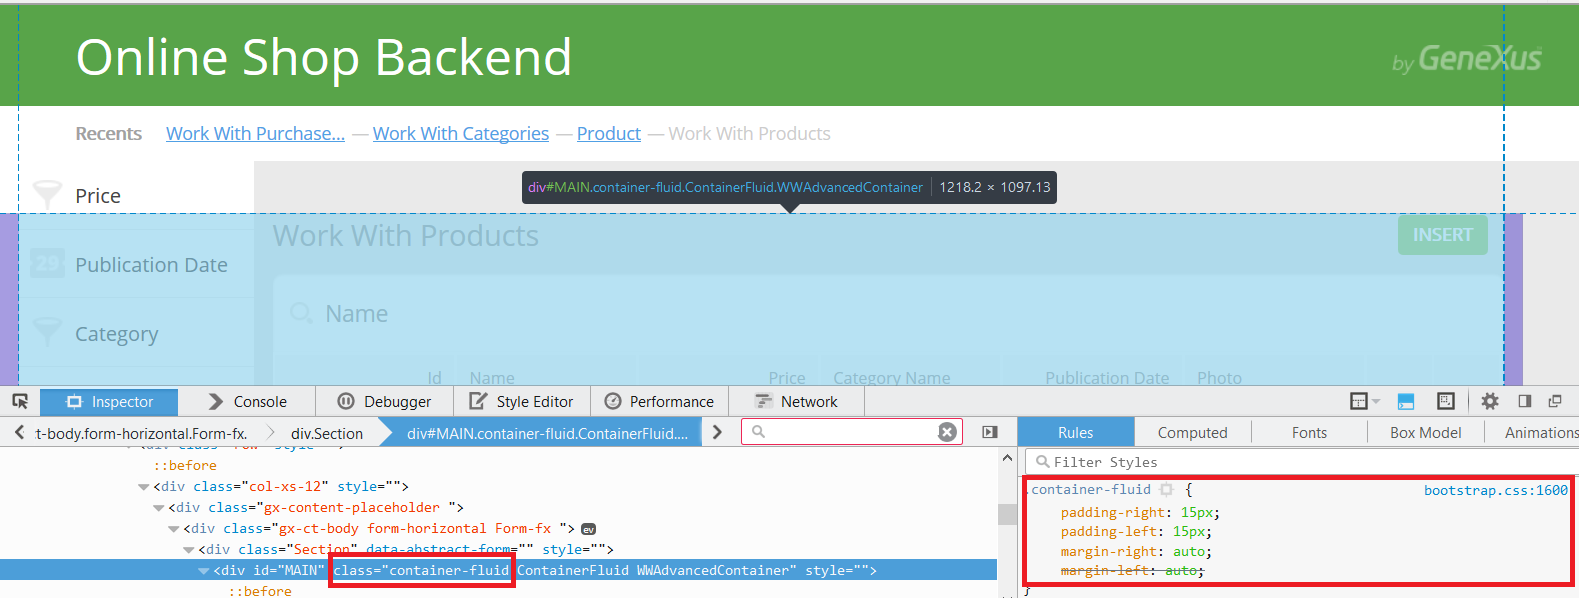 Online Shop Backend
by GeneXus
Recents Work With Purchase... — Work With Categories — Product — Work With Products
Price
div#MAIN.container-fluid.ContainerFluid.WWAdvancedContainer 1218.2 × 1097.13
Work With Products
INSERT
29 Publication Date
Name
Category
Id Name Price Category Name Publication Date Photo
Inspector Console Debugger Style Editor Performance Network
ct-body.form-horizontal.Form-fx. div.Section div#MAIN.container-fluid.ContainerFluid....
Rules Computed Fonts Box Model Animations
Filter Styles
::before
<div class="col-xs-12" style="">
<div class="gx-content-placeholder ">
<div class="gx-ct-body form-horizontal Form-fx "> ev
<div class="Section" data-abstract-form="" style="">
<div id="MAIN" class="container-fluid ContainerFluid WWAdvancedContainer" style="">
::before
.container-fluid { bootstrap.css:1600
padding-right: 15px;
padding-left: 15px;
margin-right: auto;
margin-left: auto;
}